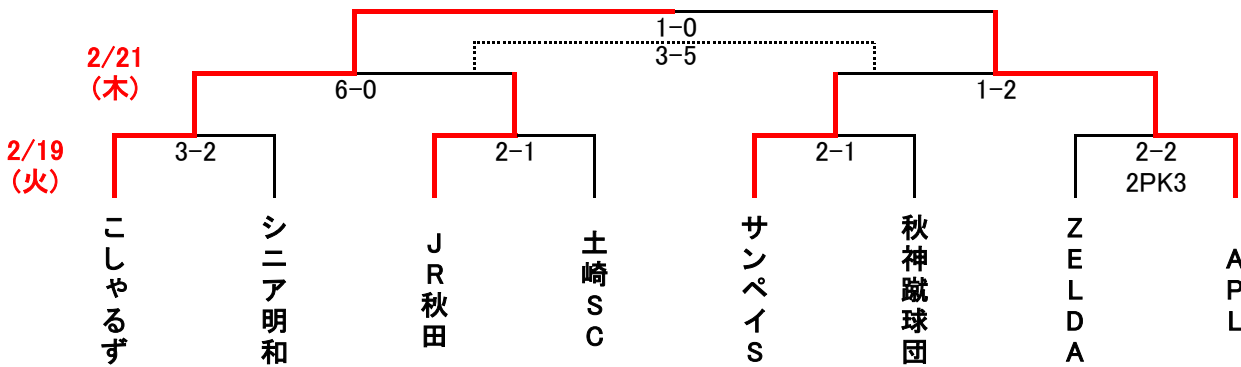 1-0
3-5
2/21
(木)
6-0
1-2
2/19
(火)
3-2
2-1
2-1
2-2
2PK3
こしゃるず
シニア明和
JR秋田
土崎SC
サンペイS
秋神蹴球団
ZELDA
APL